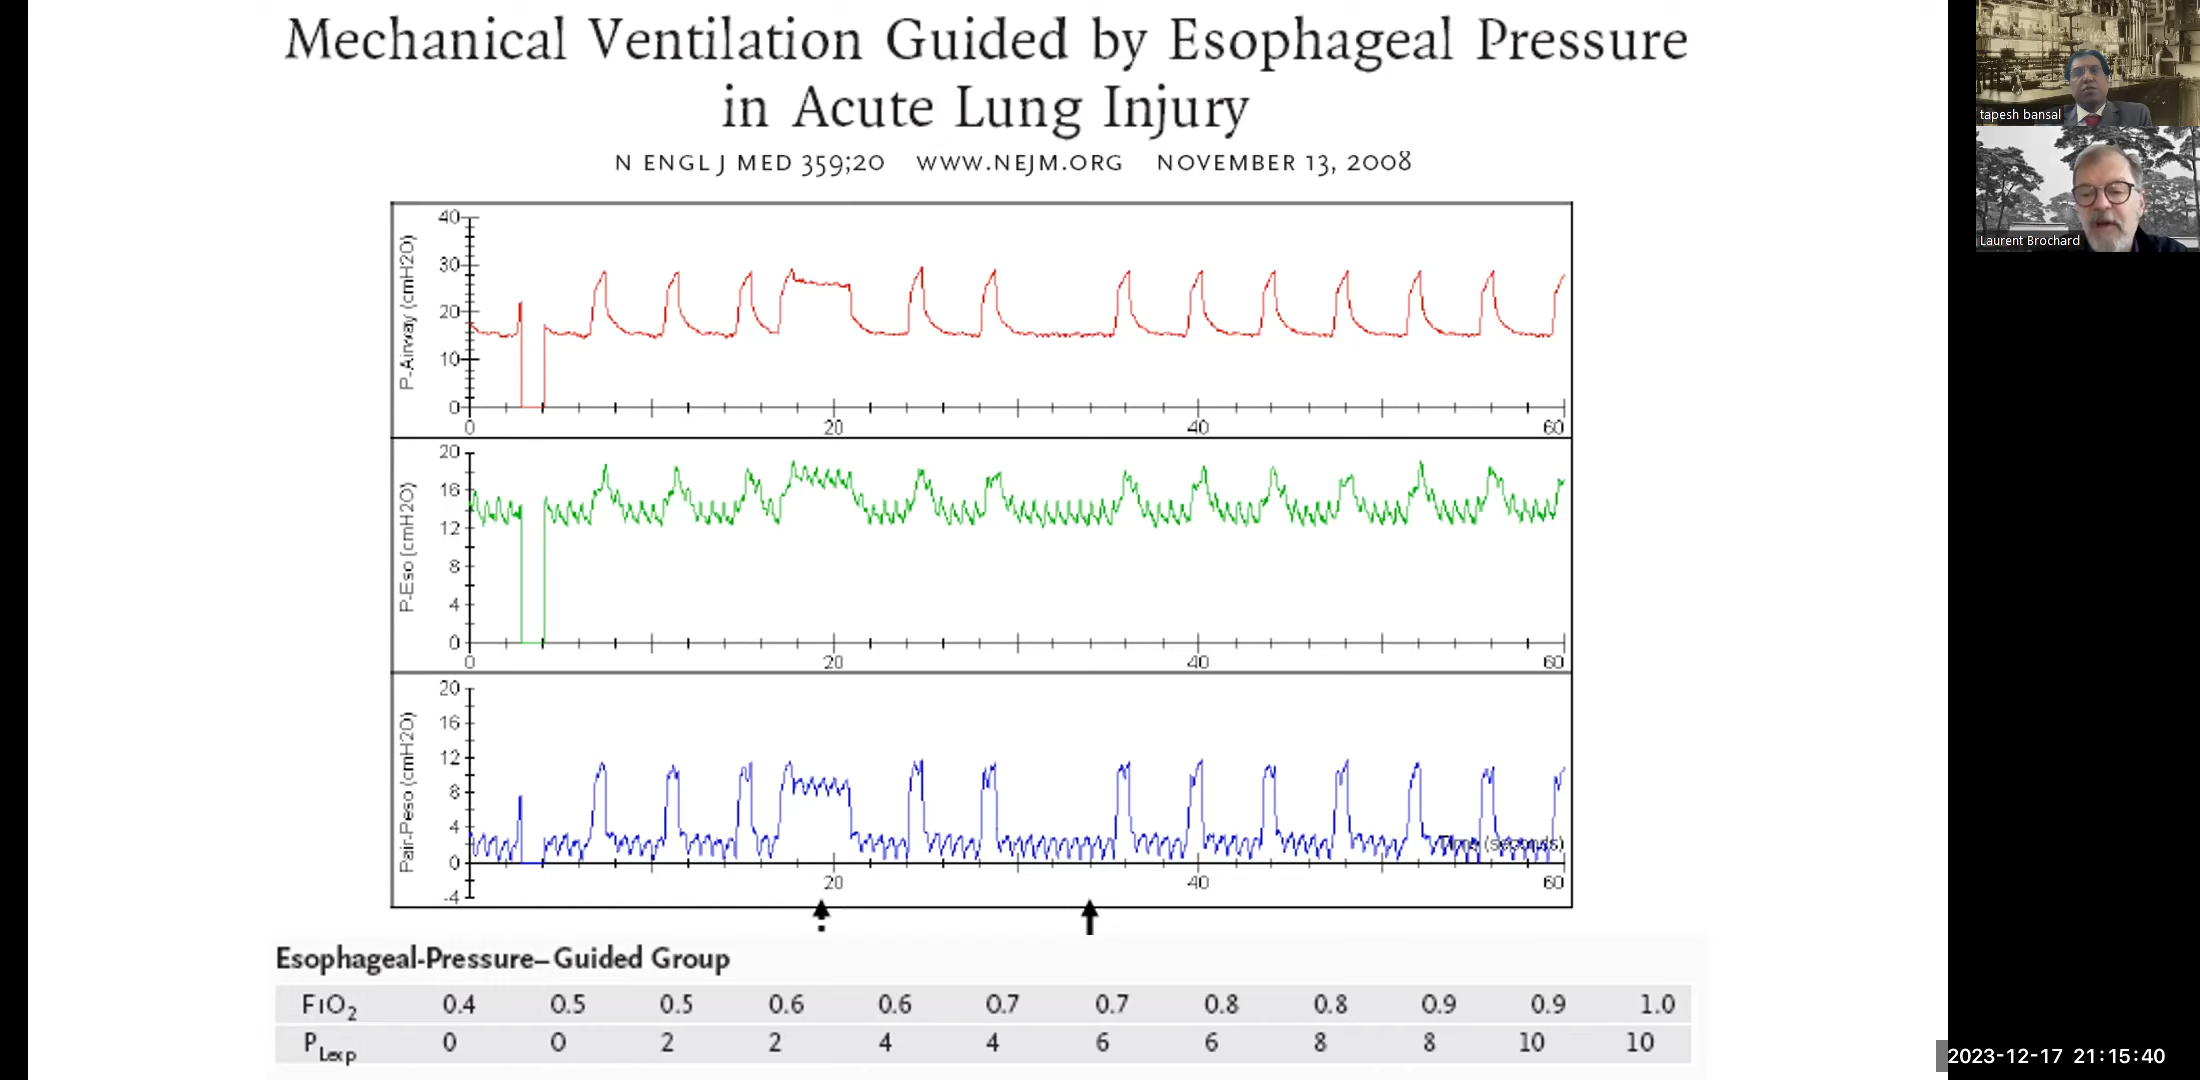 Mechanical Ventilation Guided by Esophageal Pressure
in Acute Lung Injury
N ENGL J MED 359;20 WWW.NEJM.ORG NOVEMBER 13, 2008
tapesh bansal
Laurent Brochard
P-Airway (cmH2O)
40
30
20
10
0
0 20 40 60
P-Eso (cmH2O)
20
16
12
8
4
0
0 20 40 60
Pair-Peso (cmH2O)
20
16
12
8
4
0
-4
Time (seconds)
20 40 60
Esophageal-Pressure–Guided Group
FiO2 0.4 0.5 0.5 0.6 0.6 0.7 0.7 0.8 0.8 0.9 0.9 1.0
PLexp 0 0 2 2 4 4 6 6 8 8 10 10
2023-12-17 21:15:40